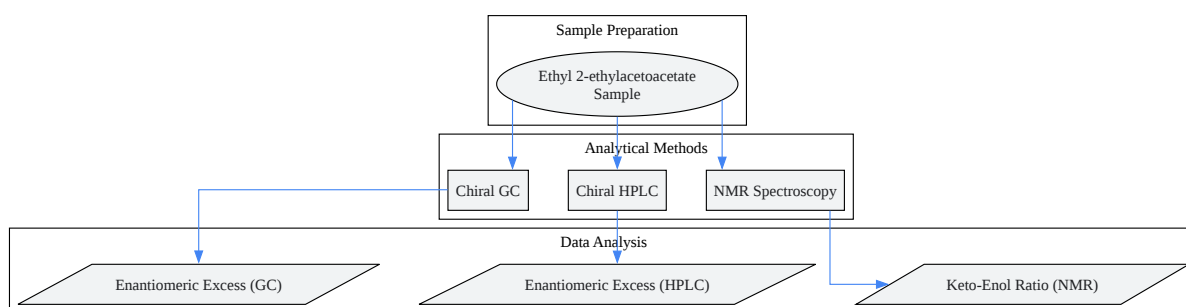 Sample Preparation
Ethyl 2-ethylacetoacetate
Sample
Analytical Methods
Chiral GC
Chiral HPLC
NMR Spectroscopy
Data Analysis
Enantiomeric Excess (GC)
Enantiomeric Excess (HPLC)
Keto-Enol Ratio (NMR)